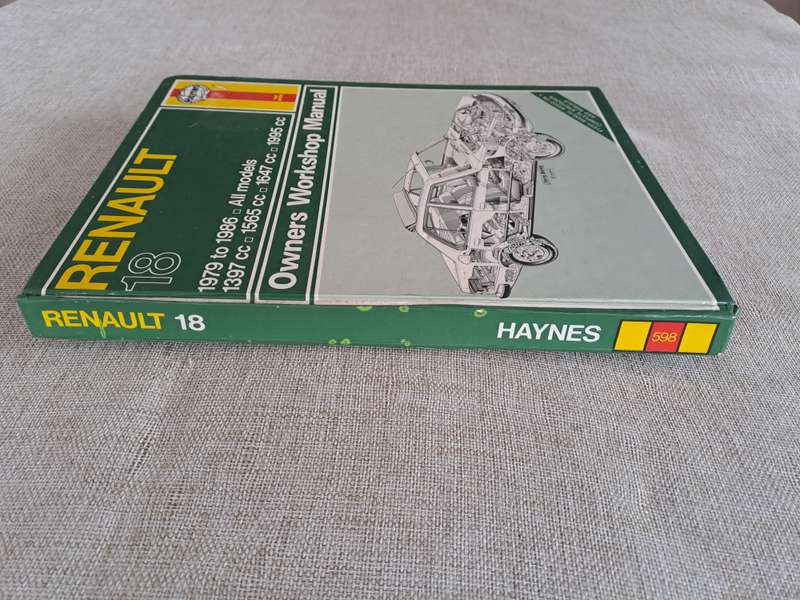 RENAULT
18
1979 to 1986 □ All models
1397 cc □ 1565 cc □ 1647 cc □ 1995 cc
Owners Workshop Manual
RENAULT 18
HAYNES
598